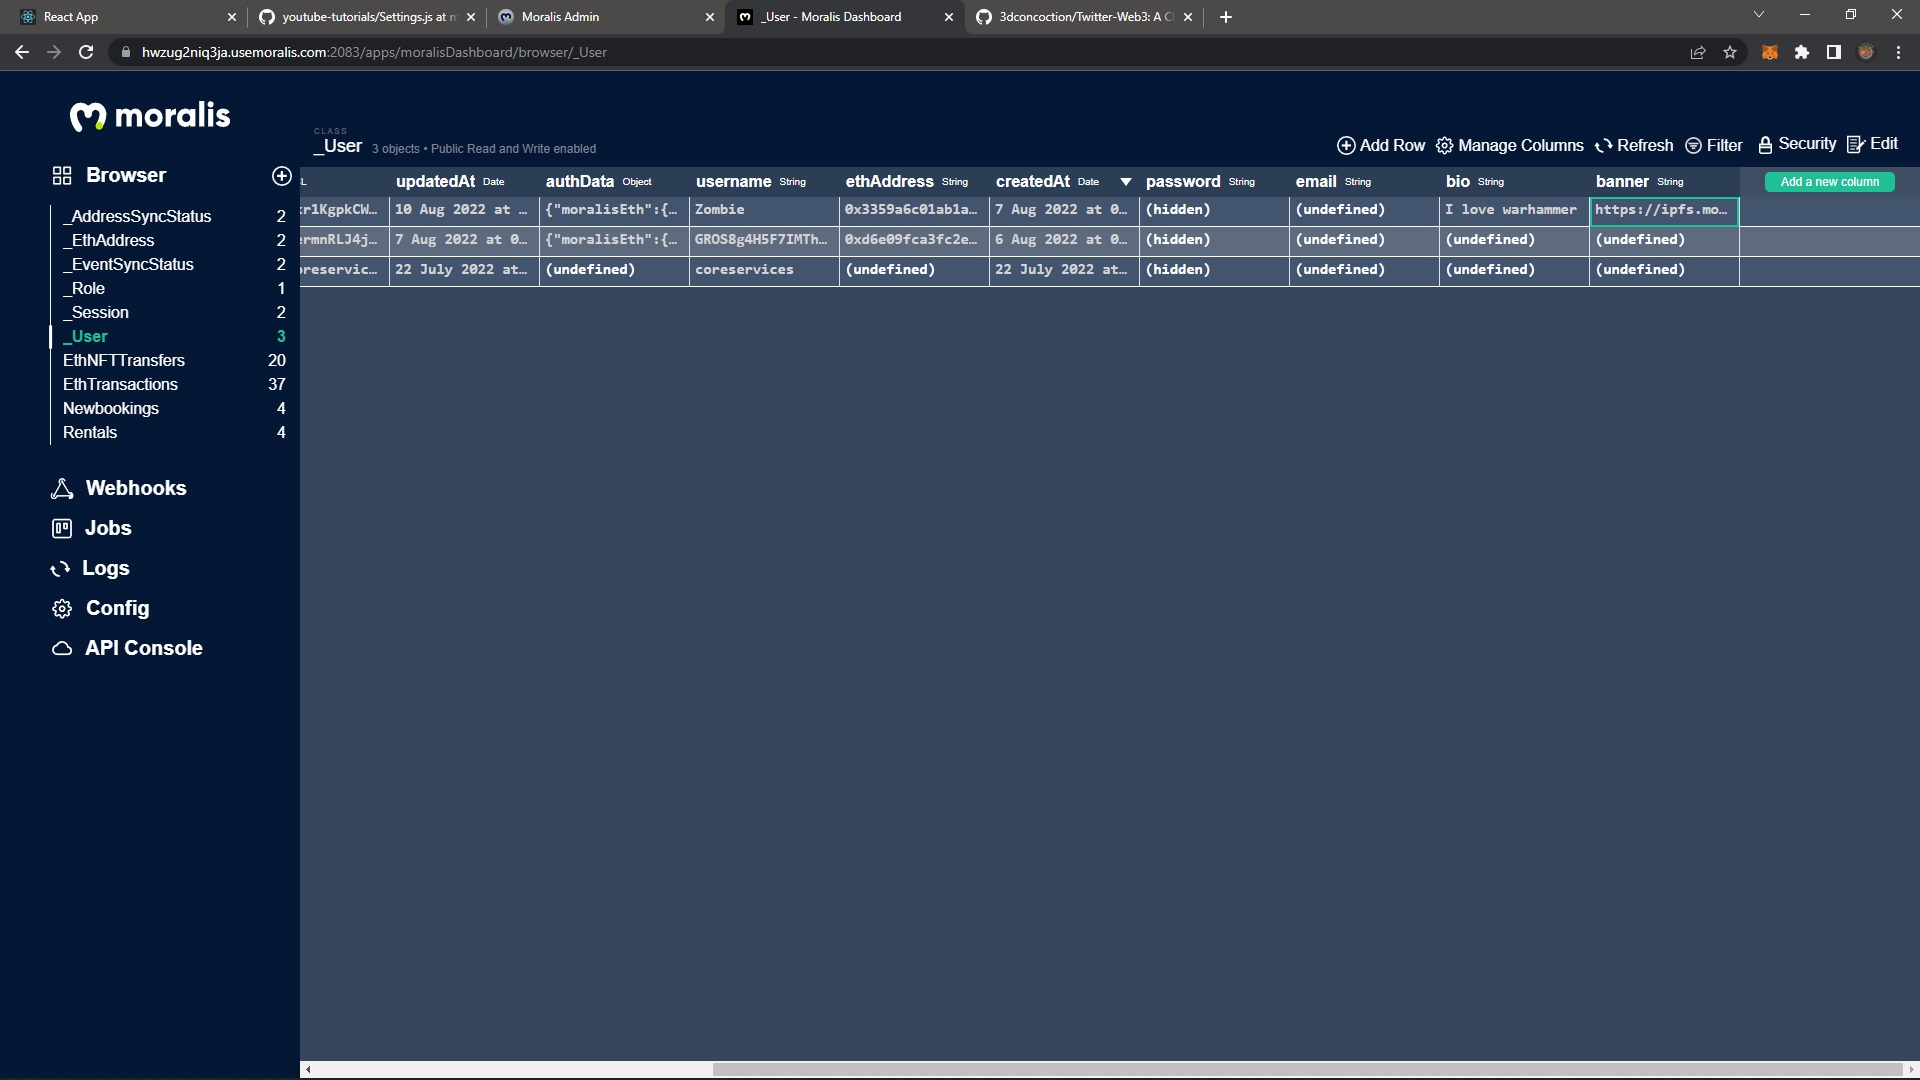 React App
youtube-tutorials/Settings.js at m
Moralis Admin
_User - Moralis Dashboard
3dconcoction/Twitter-Web3: A Cl
hwzug2niq3ja.usemoralis.com:2083/apps/moralisDashboard/browser/_User
moralis
CLASS
_User 3 objects • Public Read and Write enabled
Add Row Manage Columns Refresh Filter Security Edit
Browser
_AddressSyncStatus 2
_EthAddress 2
_EventSyncStatus 2
_Role 1
_Session 2
_User 3
EthNFTTransfers 20
EthTransactions 37
Newbookings 4
Rentals 4
Webhooks
Jobs
Logs
Config
API Console
L updatedAt Date authData Object username String ethAddress String createdAt Date password String email String bio String banner String Add a new column
r1KgpkCW… 10 Aug 2022 at … {"moralisEth":{… Zombie 0x3359a6c01ab1a… 7 Aug 2022 at 0… (hidden) (undefined) I love warhammer https://ipfs.mo…
ermnRLJ4j… 7 Aug 2022 at 0… {"moralisEth":{… GROS8g4H5F7IMTh… 0xd6e09fca3fc2e… 6 Aug 2022 at 0… (hidden) (undefined) (undefined) (undefined)
oreservic… 22 July 2022 at… (undefined) coreservices (undefined) 22 July 2022 at… (hidden) (undefined) (undefined) (undefined)